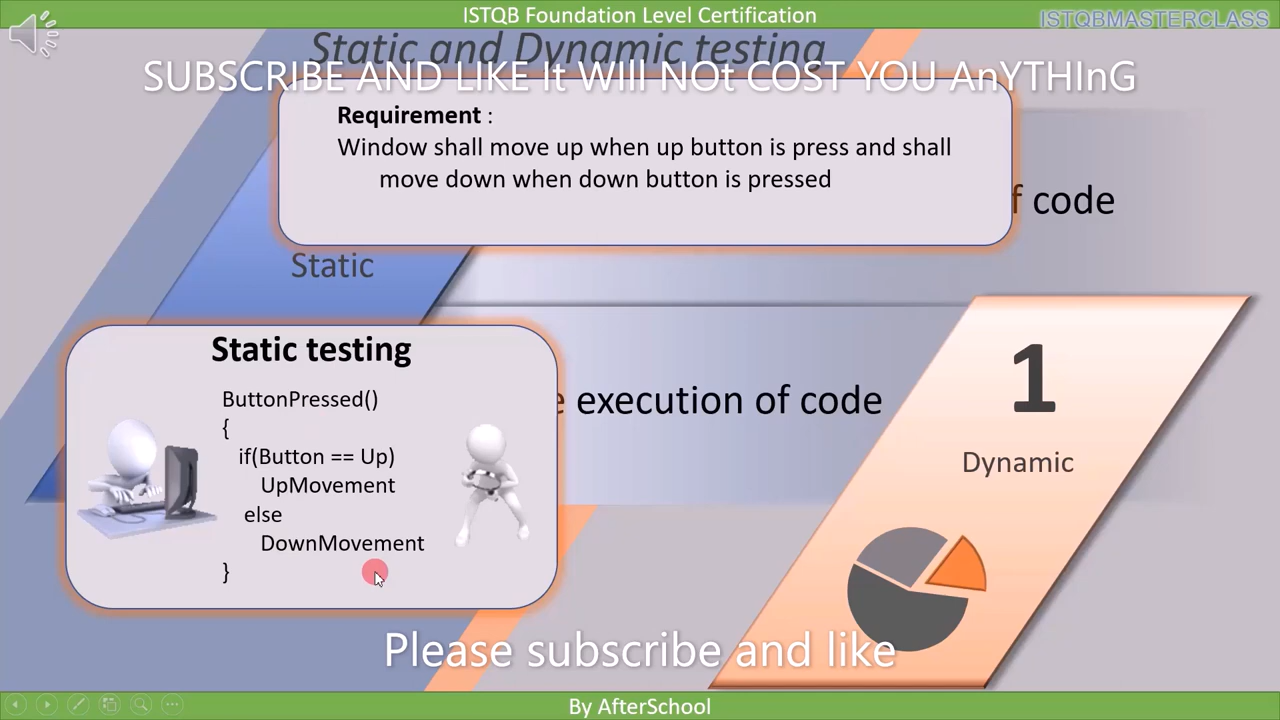 ISTQB Foundation Level Certification
ISTQBMASTERCLASS
Static and Dynamic testing
SUBSCRIBE AND LIKE It WIll NOt COST YOU AnYTHInG
Requirement :
Window shall move up when up button is press and shall
move down when down button is pressed
of code
Static
Static testing
ButtonPressed()
{
if(Button == Up)
UpMovement
else
DownMovement
}
execution of code
1
Dynamic
Please subscribe and like
By AfterSchool